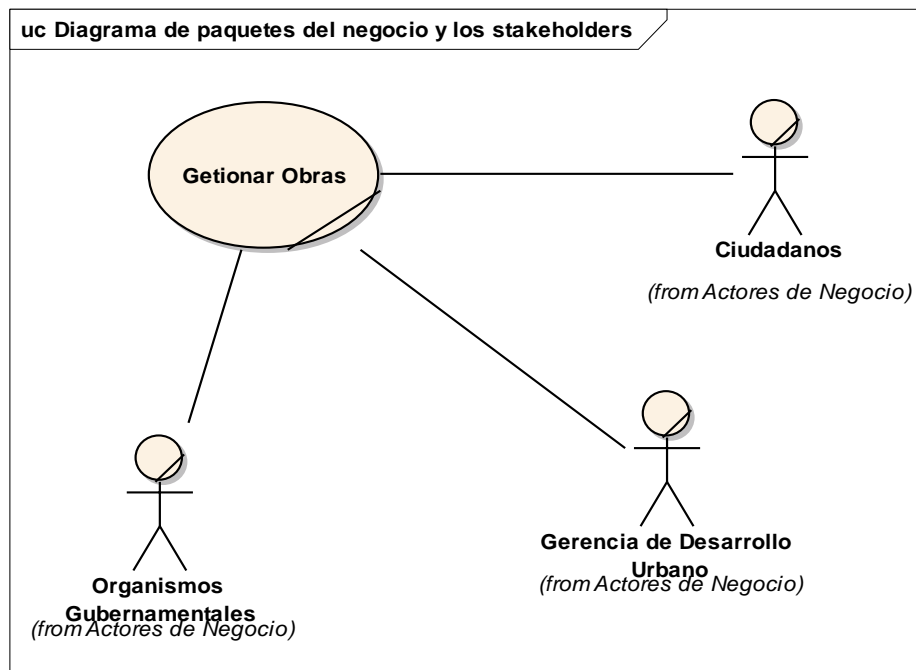 uc Diagrama de paquetes del negocio y los stakeholders
Getionar Obras
Ciudadanos
(from Actores de Negocio)
Gerencia de Desarrollo
Urbano
(from Actores de Negocio)
Organismos
Gubernamentales
(from Actores de Negocio)